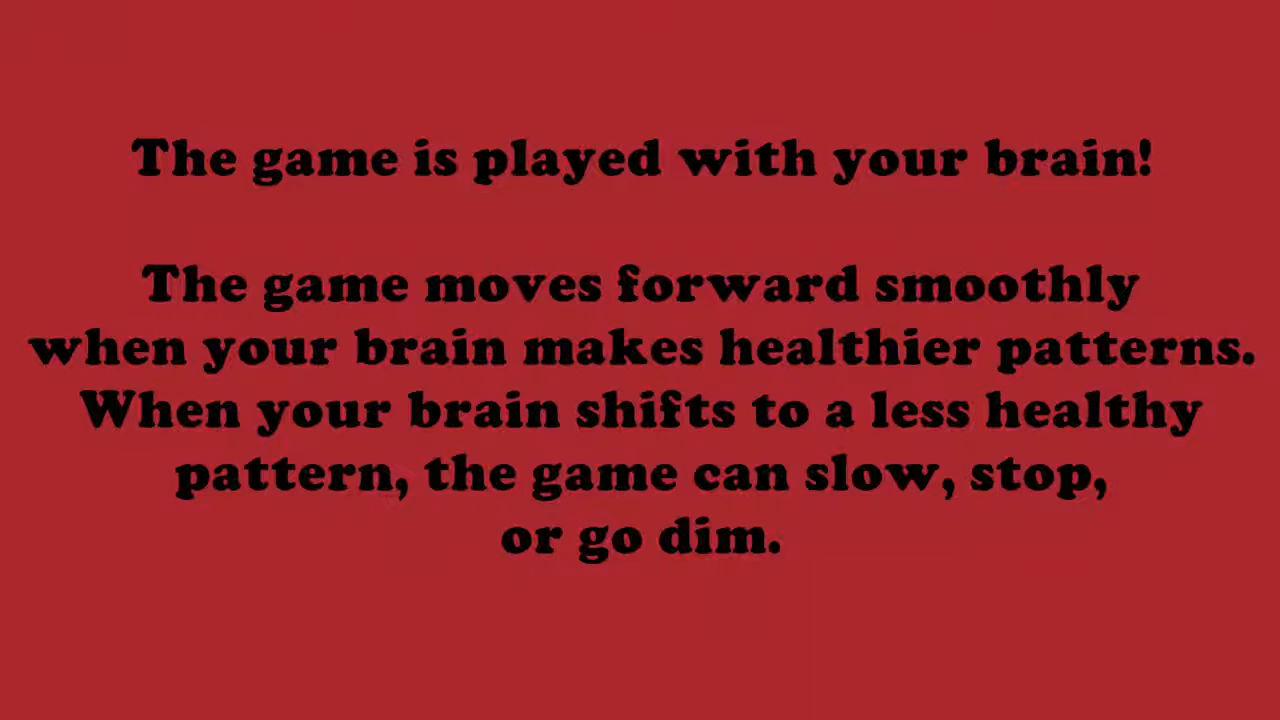 The game is played with your brain!
The game moves forward smoothly
when your brain makes healthier patterns.
When your brain shifts to a less healthy
pattern, the game can slow, stop,
or go dim.